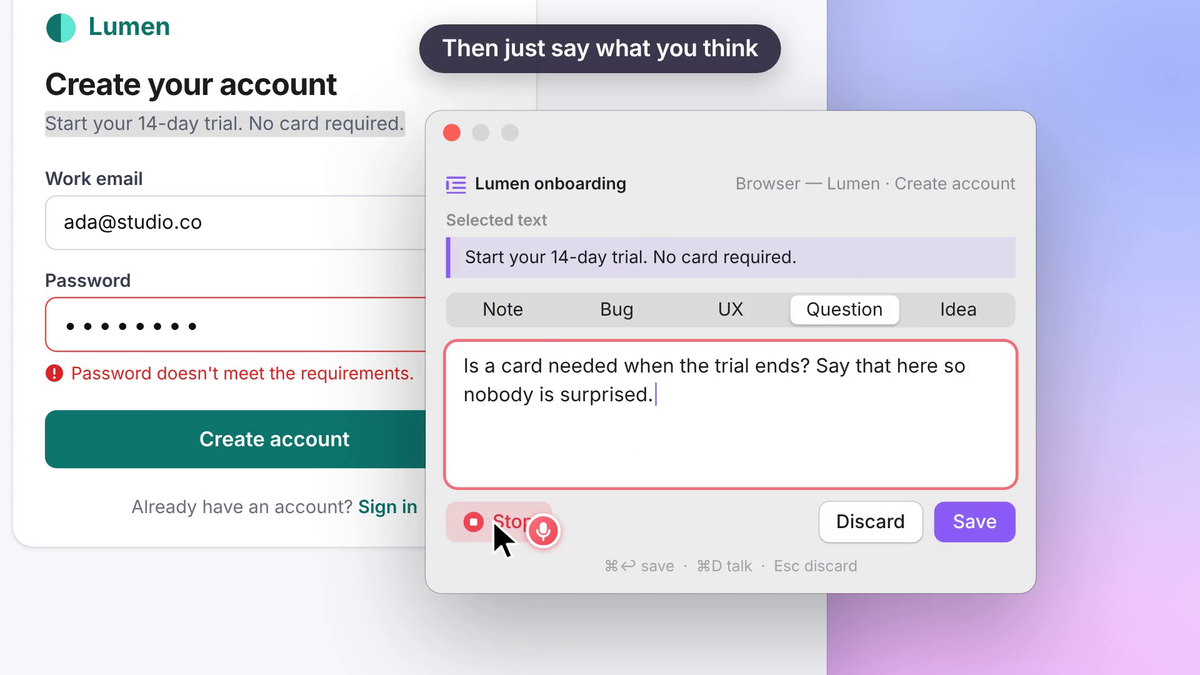 Lumen
Then just say what you think
Create your account
Start your 14-day trial. No card required.
Work email
ada@studio.co
Password
Password doesn't meet the requirements.
Create account
Already have an account? Sign in
Lumen onboarding
Browser — Lumen · Create account
Selected text
Start your 14-day trial. No card required.
Note Bug UX Question Idea
Is a card needed when the trial ends? Say that here so
nobody is surprised.
Stop
Discard
Save
⌘↩ save · ⌘D talk · Esc discard